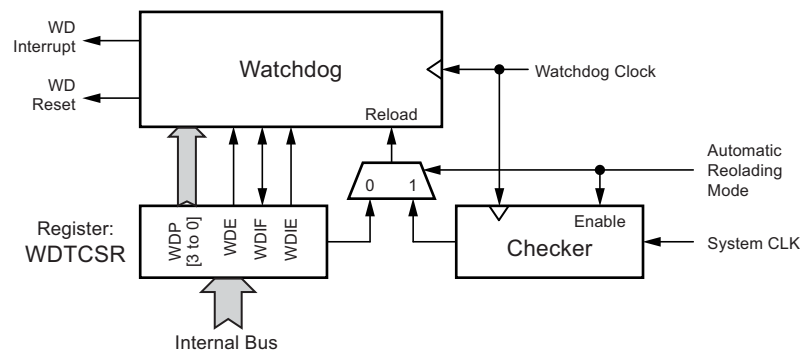 WD
Interrupt
WD
Reset
Watchdog
Reload
Watchdog Clock
Automatic
Reolading
Mode
0 1
Register:
WDTCSR
WDP
[3 to 0]
WDE
WDIF
WDIE
Enable
Checker
System CLK
Internal Bus